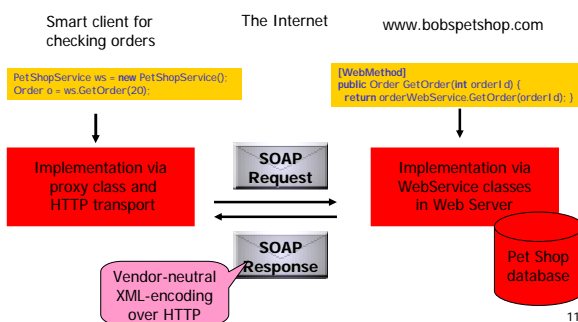 Smart client for
checking orders
The Internet
www.bobspetshop.com
PetShopService ws = new PetShopService();
Order o = ws.GetOrder(20);
[WebMethod]
public Order GetOrder(int orderId) {
return orderWebService.GetOrder(orderId); }
Implementation via
proxy class and
HTTP transport
SOAP
Request
Implementation via
WebService classes
in Web Server
SOAP
Response
Vendor-neutral
XML-encoding
over HTTP
Pet Shop
database
11